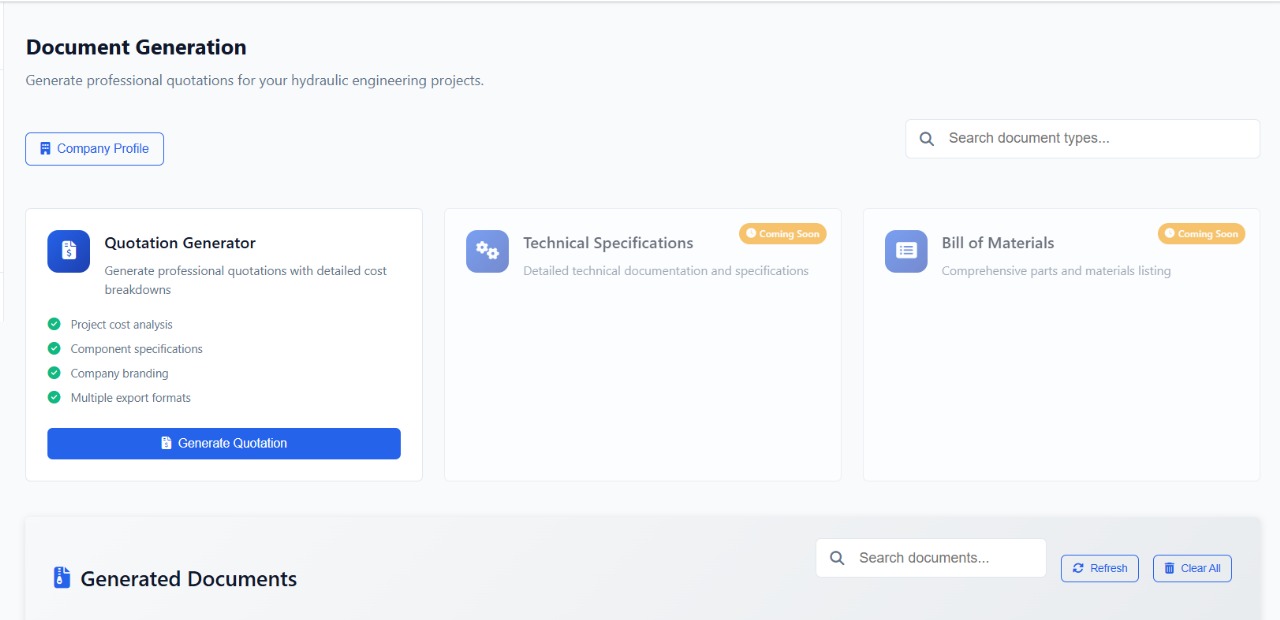 Document Generation
Generate professional quotations for your hydraulic engineering projects.
Company Profile
Search document types...
Quotation Generator
Generate professional quotations with detailed cost
breakdowns
Project cost analysis
Component specifications
Company branding
Multiple export formats
Generate Quotation
Coming Soon
Technical Specifications
Detailed technical documentation and specifications
Coming Soon
Bill of Materials
Comprehensive parts and materials listing
Generated Documents
Search documents...
Refresh
Clear All